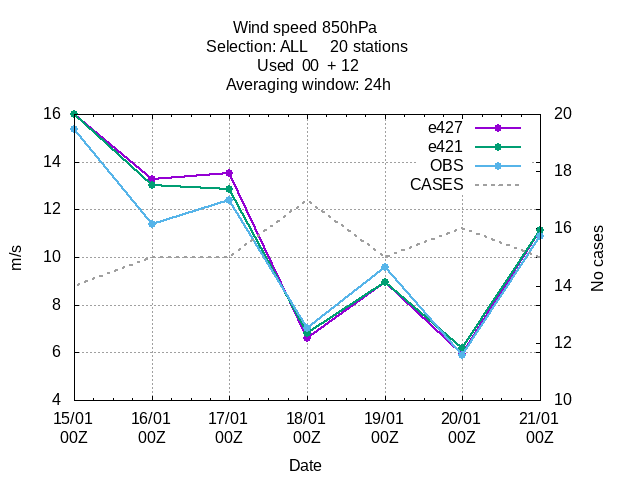 Wind speed 850hPa
Selection: ALL 20 stations
Used 00 + 12
Averaging window: 24h
16 20
e427
e421
OBS
CASES
14 18
12 16
10 14
8
6 12
4 10
m/s
No cases
15/01 16/01 17/01 18/01 19/01 20/01 21/01
00Z 00Z 00Z 00Z 00Z 00Z 00Z
Date